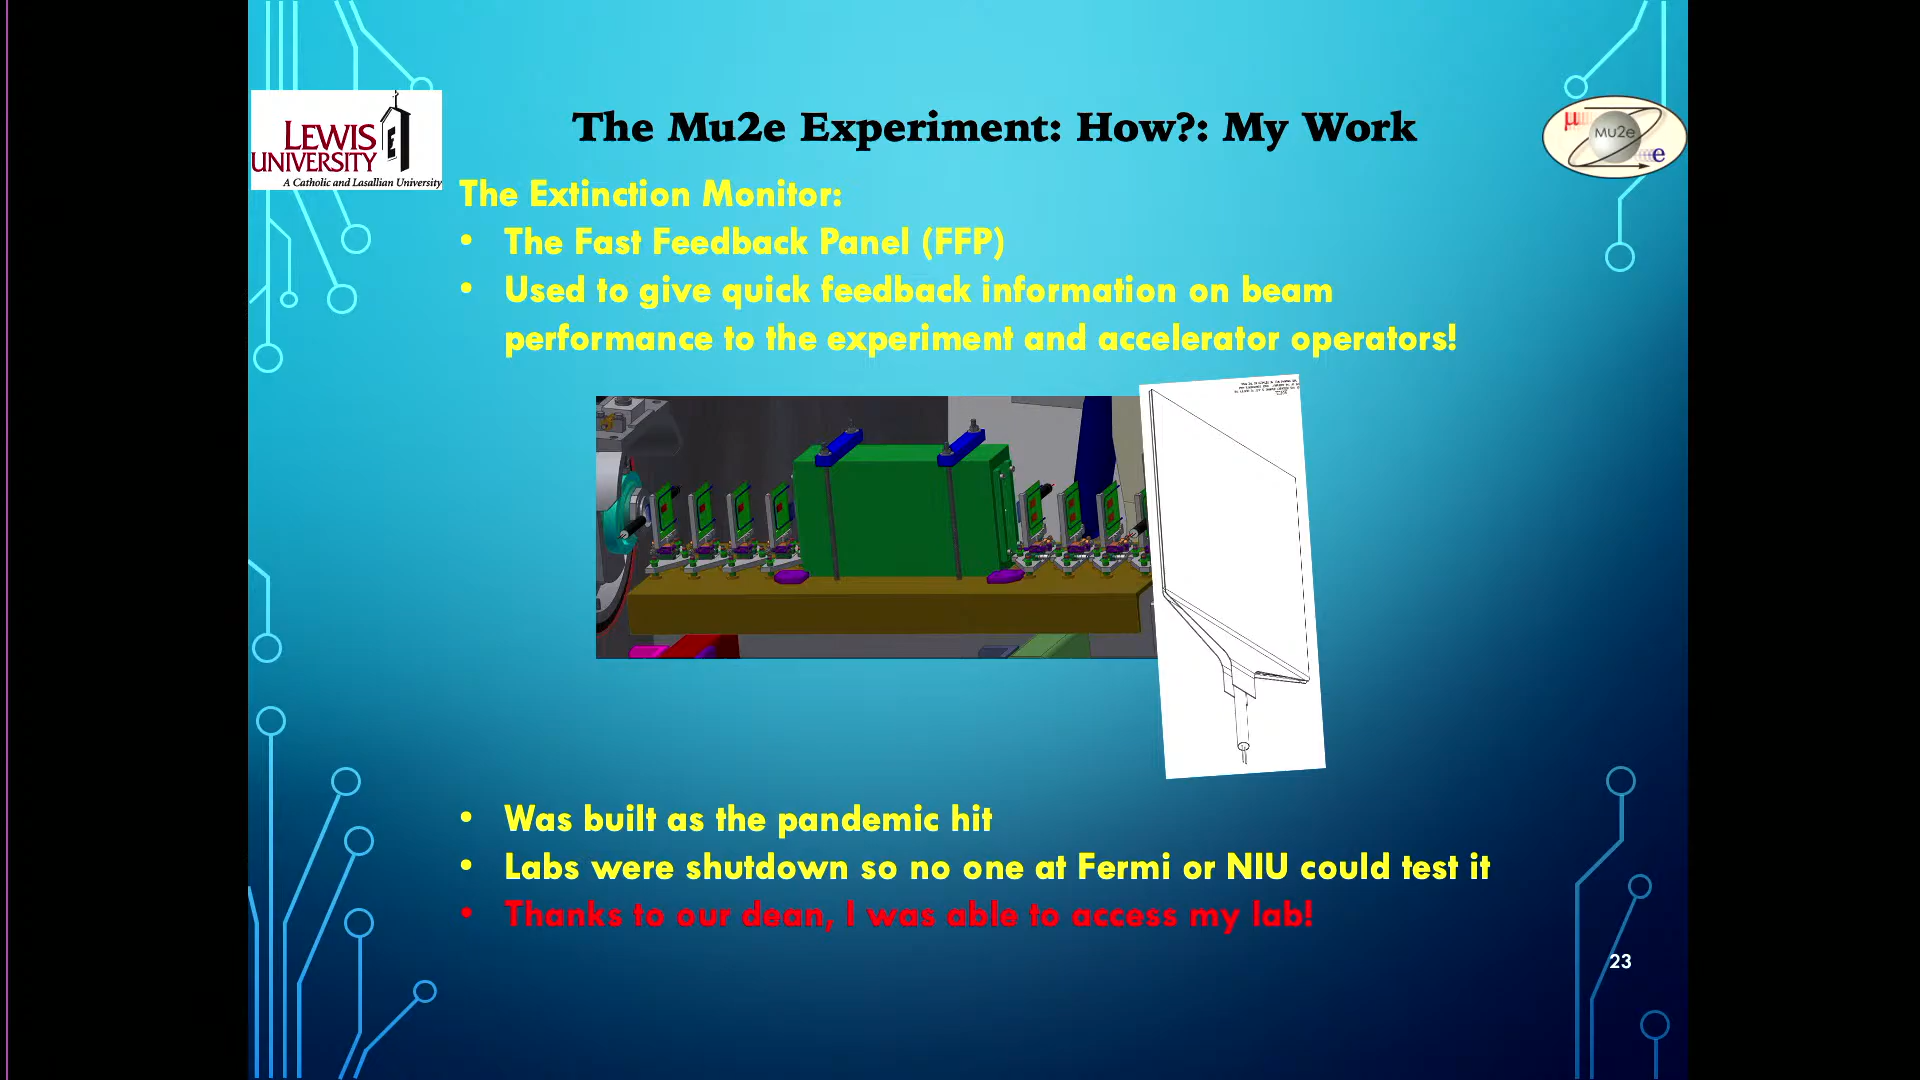 The Mu2e Experiment: How?: My Work
LEWIS
UNIVERSITY
A Catholic and Lasallian University
μ
Mu2e
e
The Extinction Monitor:
• The Fast Feedback Panel (FFP)
• Used to give quick feedback information on beam
performance to the experiment and accelerator operators!
• Was built as the pandemic hit
• Labs were shutdown so no one at Fermi or NIU could test it
• Thanks to our dean, I was able to access my lab!
23